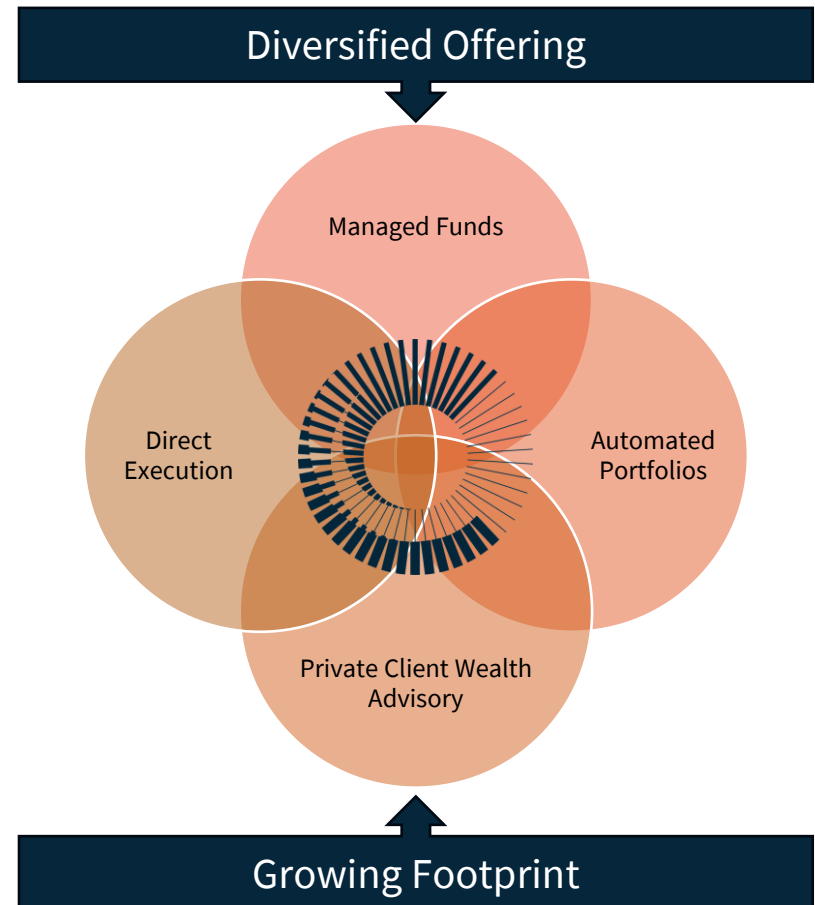 Diversified Offering
Managed Funds
Direct
Execution
Automated
Portfolios
Private Client Wealth
Advisory
Growing Footprint